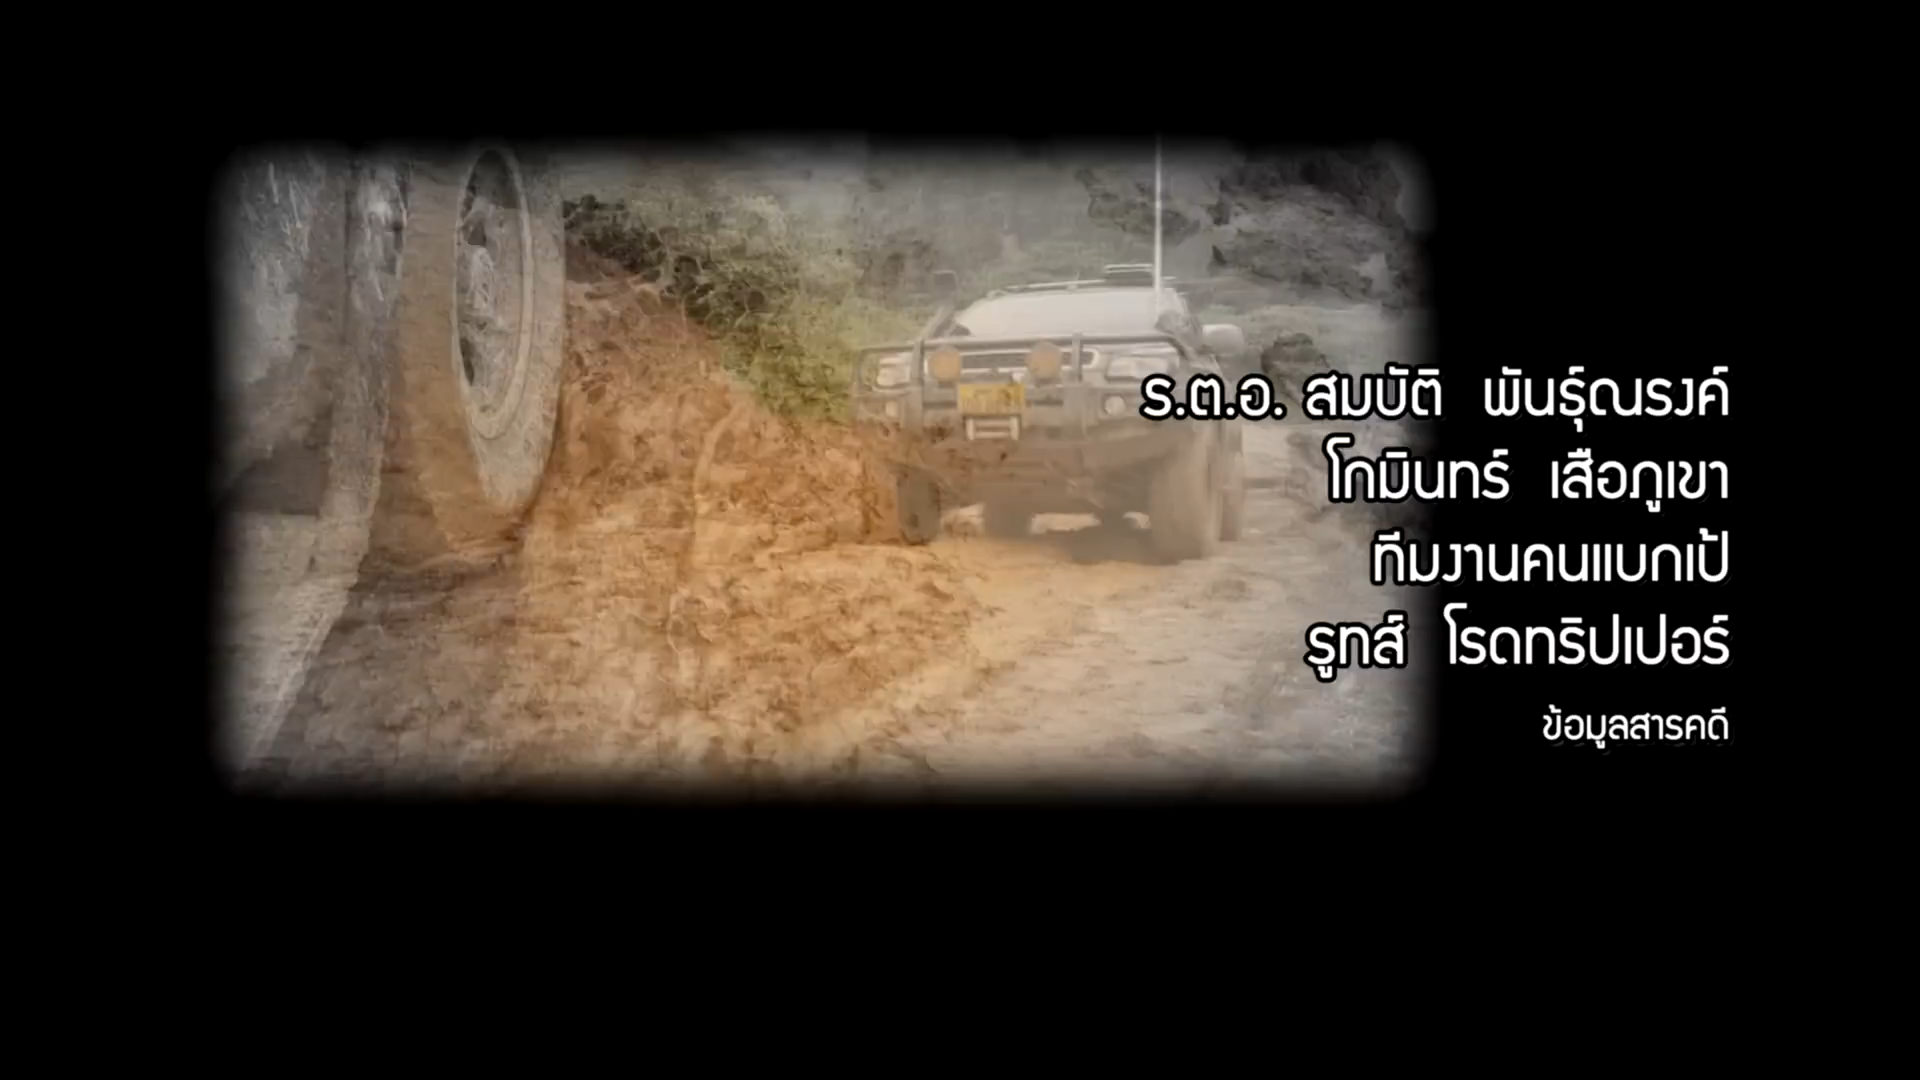 ร.ต.อ. สมบัติ พันธุ์ณรงค์
โกมินทร์ เสือภูเขา
ทีมงานคนแบกเป้
รูทส์ โรดทริปเปอร์
ข้อมูลสารคดี